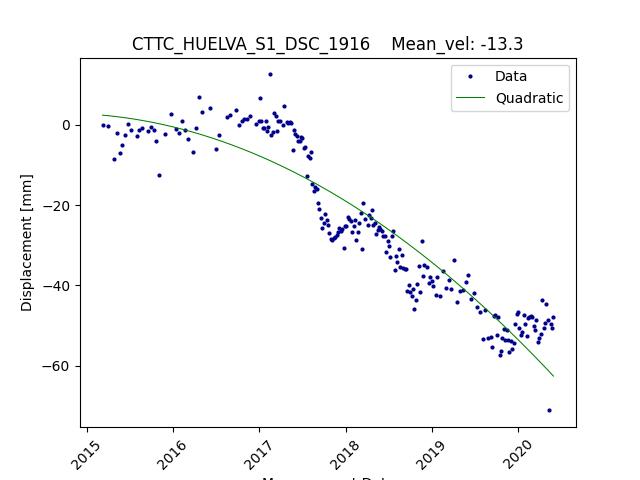 CTTC_HUELVA_S1_DSC_1916    Mean_vel: -13.3
Data
Quadratic
Displacement [mm]
0
−20
−40
−60
2015
2016
2017
2018
2019
2020